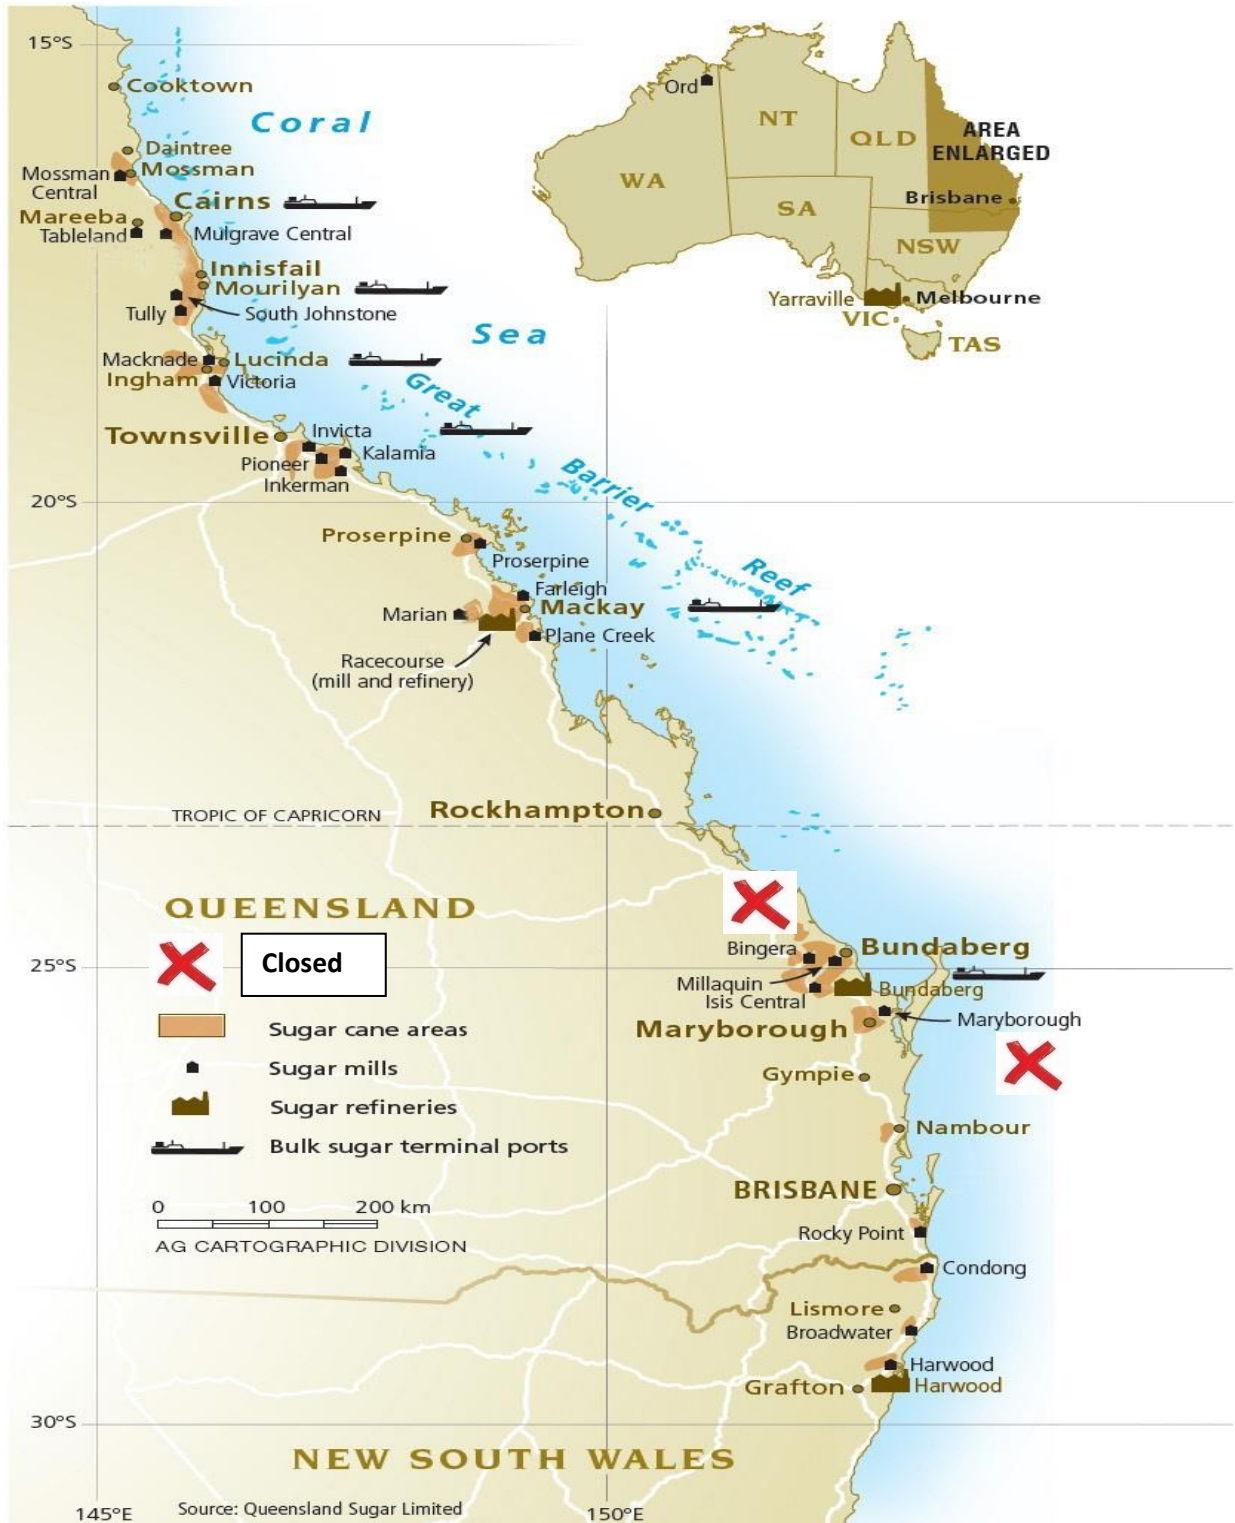 15°S
Cooktown
Coral
Daintree
Mossman
Mossman
Central
Cairns
Mareeba
Tableland
Mulgrave Central
Innisfail
Mourilyan
Tully
South Johnstone
Sea
Macknade
Lucinda
Ingham
Victoria
Great
Townsville
Invicta
Kalamia
Pioneer
Inkerman
Barrier
20°S
Proserpine
Proserpine
Reef
Farleigh
Marian
Mackay
Plane Creek
Racecourse
(mill and refinery)
Rockhampton
TROPIC OF CAPRICORN
Ord
NT
QLD
AREA
ENLARGED
WA
SA
Brisbane
NSW
Yarraville
Melbourne
VIC
TAS
QUEENSLAND
Closed
Sugar cane areas
Sugar mills
Sugar refineries
Bulk sugar terminal ports
0 100 200 km
AG CARTOGRAPHIC DIVISION
25°S
Bingera
Bundaberg
Millaquin
Isis Central
Bundaberg
Maryborough
Maryborough
Gympie
Nambour
BRISBANE
Rocky Point
Condong
Lismore
Broadwater
Harwood
Harwood
Grafton
30°S
NEW SOUTH WALES
Source: Queensland Sugar Limited
145°E
150°E